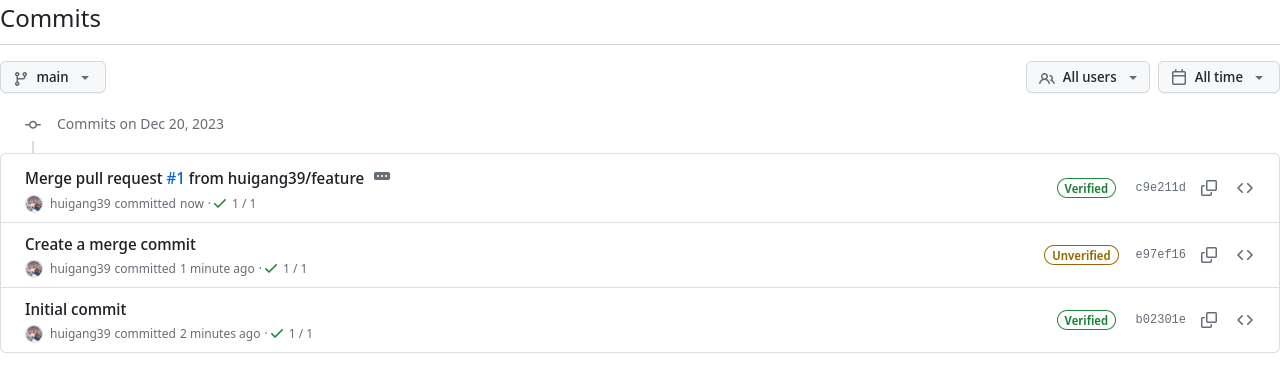 Commits
main
All users
All time
Commits on Dec 20, 2023
Merge pull request #1 from huigang39/feature
huigang39 committed now · 1 / 1
Verified
c9e211d
Create a merge commit
huigang39 committed 1 minute ago · 1 / 1
Unverified
e97ef16
Initial commit
huigang39 committed 2 minutes ago · 1 / 1
Verified
b02301e